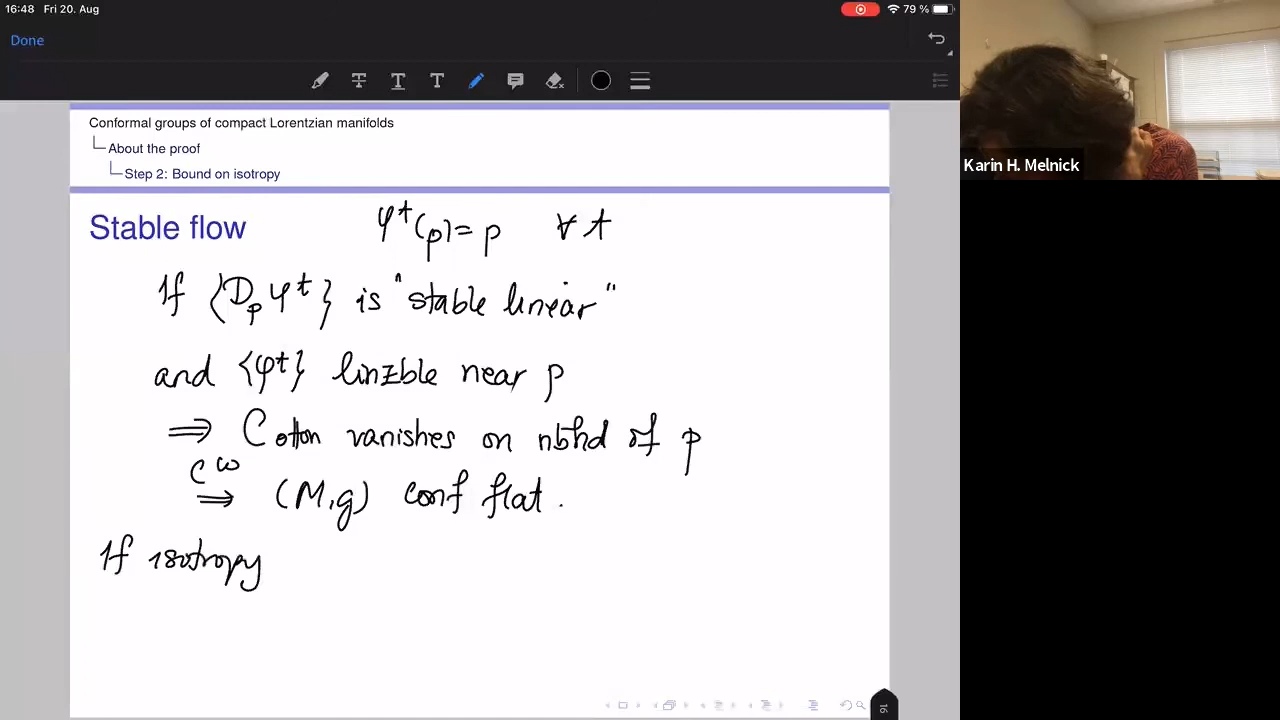 16:48 Fri 20. Aug
79 %
Done
Karin H. Melnick
Conformal groups of compact Lorentzian manifolds
About the proof
Step 2: Bound on isotropy
Stable flow φ^t(p) = p ∀ t
If {D_p φ^t} is "stable linear"
and {φ^t} linzble near p
⇒ Cotton vanishes on nbhd of p
C^ω ⇒ (M,g) conf flat.
If isotropy
16